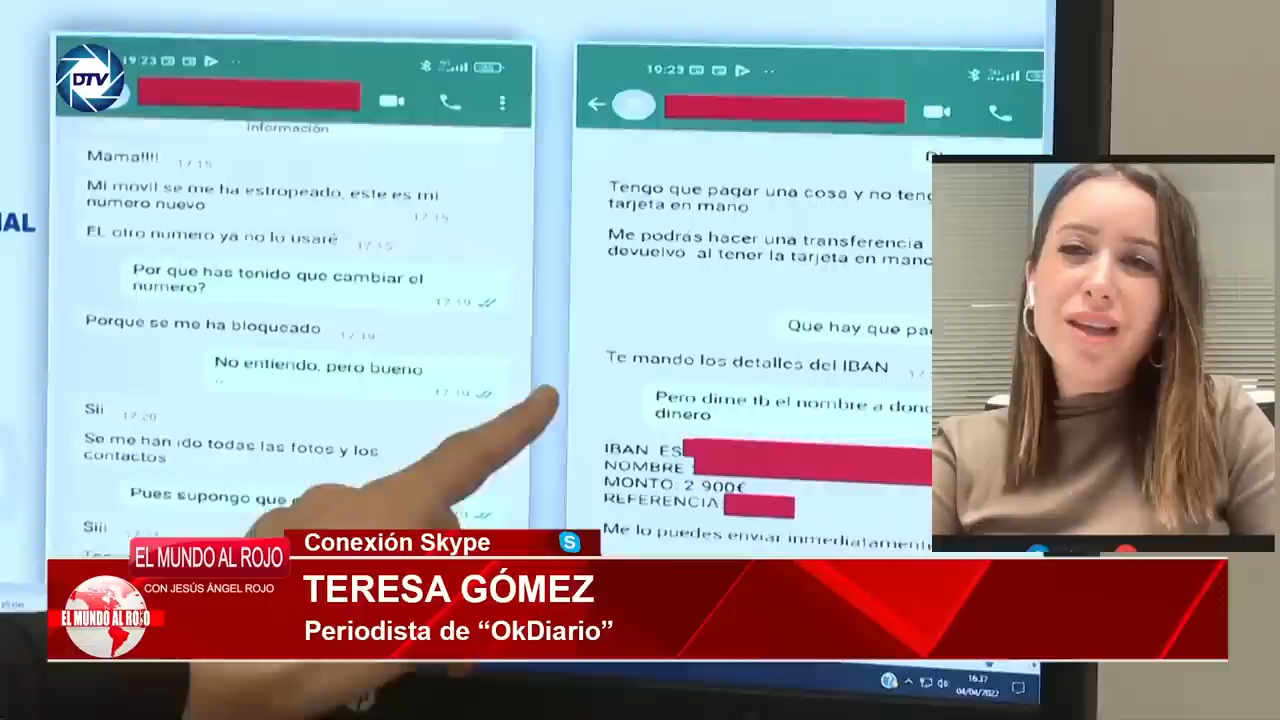 DTV
19:23
Información
Mama!!!! 17:15
Mi movil se me ha estropeado, este es mi
numero nuevo 17:15
EL otro numero ya no lo usaré 17:15
Por que has tenido que cambiar el
numero? 17:19
Porque se me ha bloqueado 17:19
No entiendo, pero bueno
.. 17:19
Sii 17:20
Se me han ido todas las fotos y los
contactos
Pues supongo que
Siii
IAL
10:23
Tengo que pagar una cosa y no teng
tarjeta en mano
Me podrás hacer una transferencia
devuelvo al tener la tarjeta en mano
Que hay que pa
Te mando los detalles del IBAN 17
Pero dime tb el nombre a dond
dinero
IBAN ES
NOMBRE
MONTO: 2 900€
REFERENCIA
Me lo puedes enviar inmediatament
Conexión Skype
EL MUNDO AL ROJO
CON JESÚS ÁNGEL ROJO
EL MUNDO AL ROJO
TERESA GÓMEZ
Periodista de “OkDiario”
16:37
04/04/2022